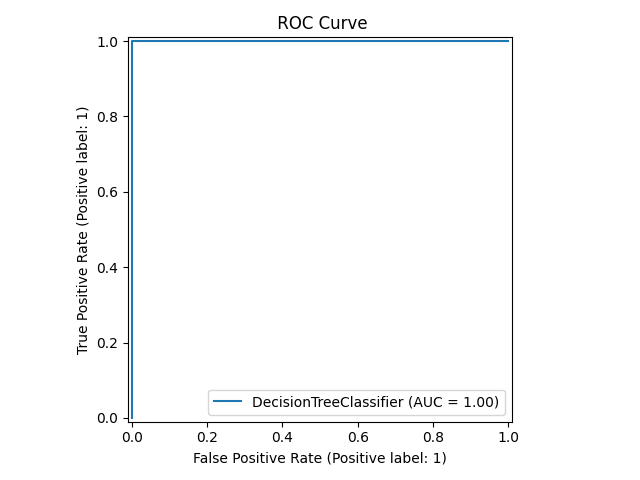 ROC Curve
True Positive Rate (Positive label: 1)
1.0
0.8
0.6
0.4
0.2
0.0
DecisionTreeClassifier (AUC = 1.00)
0.0 0.2 0.4 0.6 0.8 1.0
False Positive Rate (Positive label: 1)